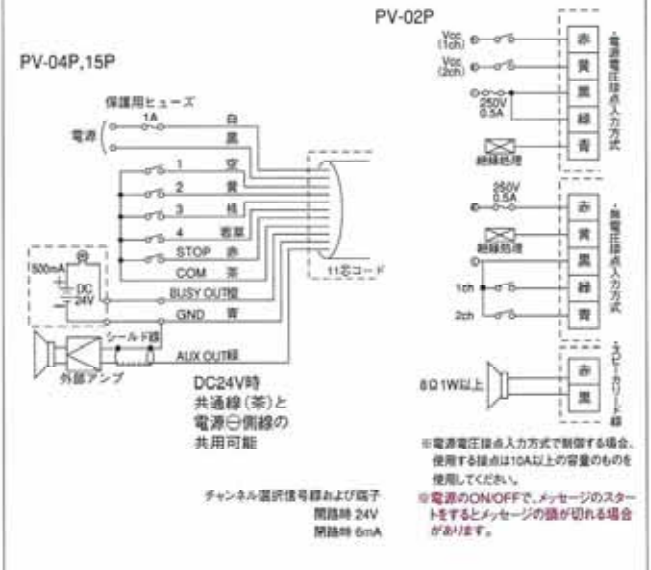 PV-04P,15P
保護用ヒューズ
1A
電源
白
黒
1 空
2 黄
3 桃
4 若草
STOP 赤
COM 茶
BUSY OUT橙
GND 青
AUX OUT緑
11芯コード
500mA
DC
24V
シールド線
外部アンプ
DC24V時
共通線(茶)と
電源⊖側線の
共用可能
チャンネル選択信号線および端子
開路時 24V
閉路時 6mA
PV-02P
Vcc
(1ch)
Vcc
(2ch)
250V
0.5A
絶縁処理
赤
黄
黒
緑
青
・電源電圧接点入力方式
250V
0.5A
絶縁処理
1ch
2ch
赤
黄
黒
緑
青
・無電圧接点入力方式
8Ω1W以上
赤
黒
・スピーカリード線
※電源電圧接点入力方式で制御する場合、
使用する接点は10A以上の容量のものを
使用してください。
※電源のON/OFFで、メッセージのスター
トをするとメッセージの頭が切れる場合
があります。